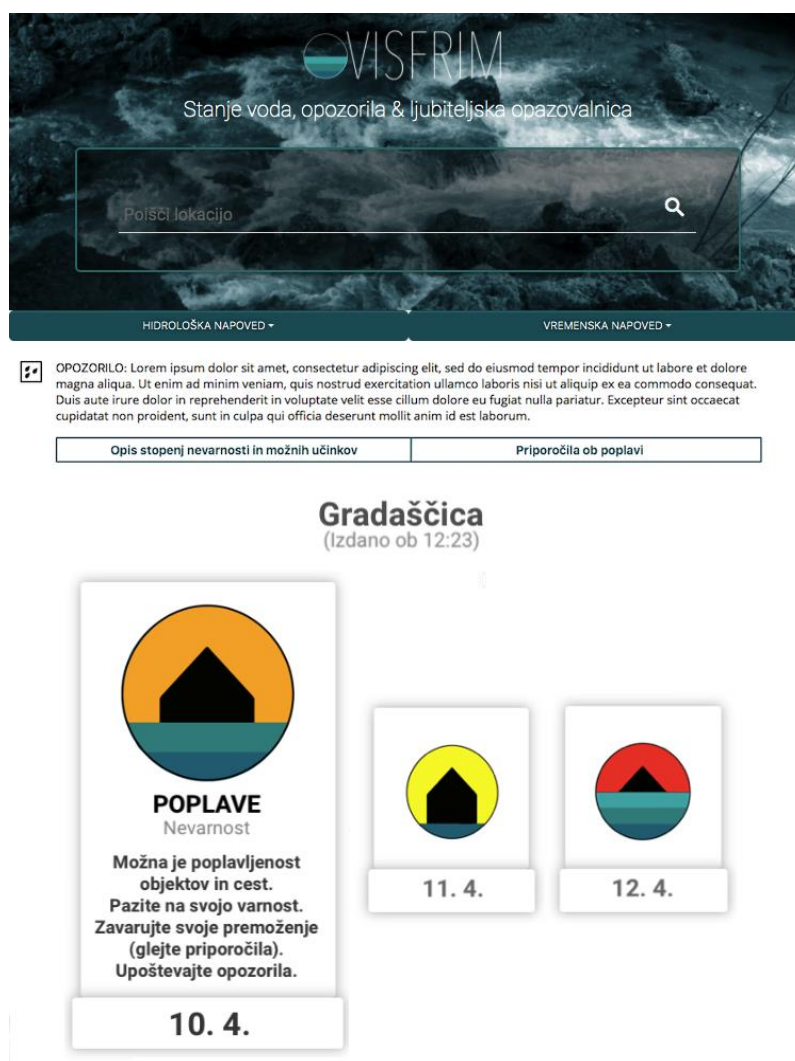 VISFRIM
Stanje voda, opozorila & ljubiteljska opazovalnica
Poišči lokacijo
HIDROLOŠKA NAPOVED
VREMENSKA NAPOVED
OPOZORILO: Lorem ipsum dolor sit amet, consectetur adipiscing elit, sed do eiusmod tempor incididunt ut labore et dolore
magna aliqua. Ut enim ad minim veniam, quis nostrud exercitation ullamco laboris nisi ut aliquip ex ea commodo consequat.
Duis aute irure dolor in reprehenderit in voluptate velit esse cillum dolore eu fugiat nulla pariatur. Excepteur sint occaecat
cupidatat non proident, sunt in culpa qui officia deserunt mollit anim id est laborum.
Opis stopenj nevarnosti in možnih učinkov
Priporočila ob poplavi
Gradaščica
(Izdano ob 12:23)
POPLAVE
Nevarnost
Možna je poplavljenost
objektov in cest.
Pazite na svojo varnost.
Zavarujte svoje premoženje
(glejte priporočila).
Upoštevajte opozorila.
10. 4.
11. 4.
12. 4.